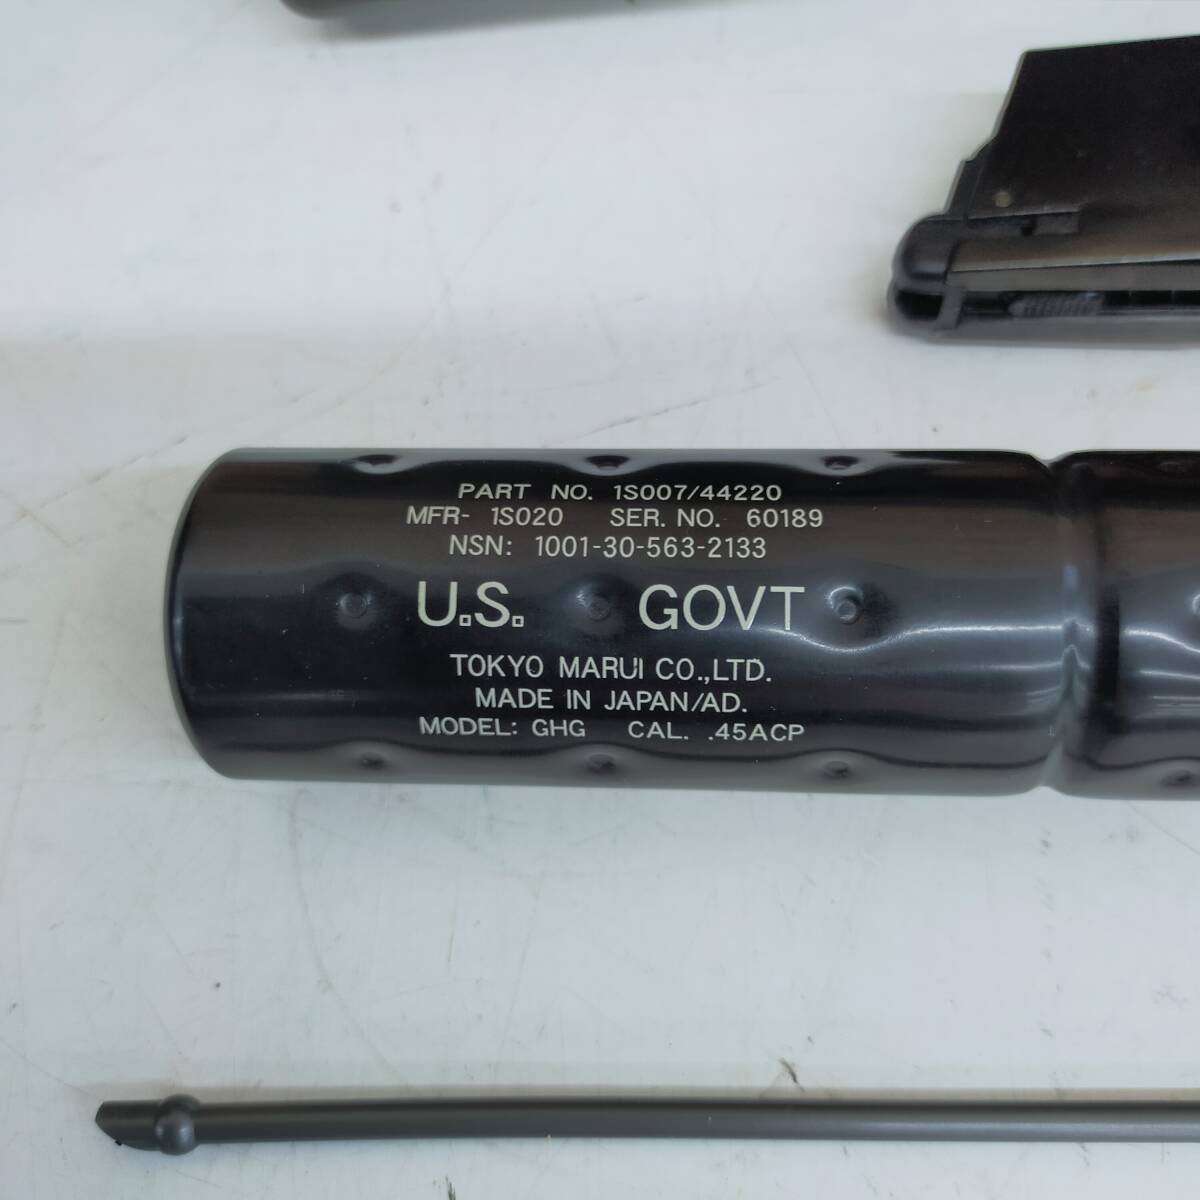 PART NO. 1S007/44220
MFR- 1S020 SER. NO. 60189
NSN: 1001-30-563-2133
U.S. GOVT
TOKYO MARUI CO.,LTD.
MADE IN JAPAN/AD.
MODEL: GHG CAL. .45ACP